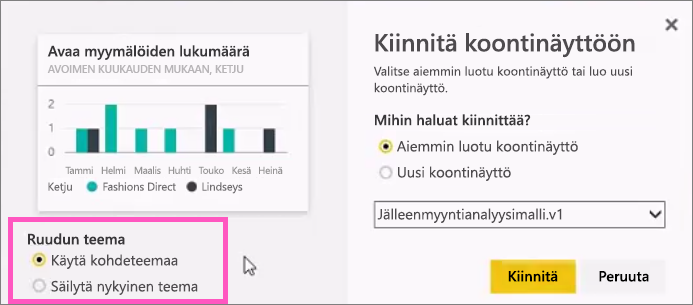 Avaa myymälöiden lukumäärä
AVOIMEN KUUKAUDEN MUKAAN, KETJU
2
1
0
Tammi Helmi Maalis Huhti Touko Kesä Heinä
Ketju Fashions Direct Lindseys
Ruudun teema
Käytä kohdeteemaa
Säilytä nykyinen teema
Kiinnitä koontinäyttöön
Valitse aiemmin luotu koontinäyttö tai luo uusi
koontinäyttö.
Mihin haluat kiinnittää?
Aiemmin luotu koontinäyttö
Uusi koontinäyttö
Jälleenmyyntianalyysimalli.v1
Kiinnitä Peruuta